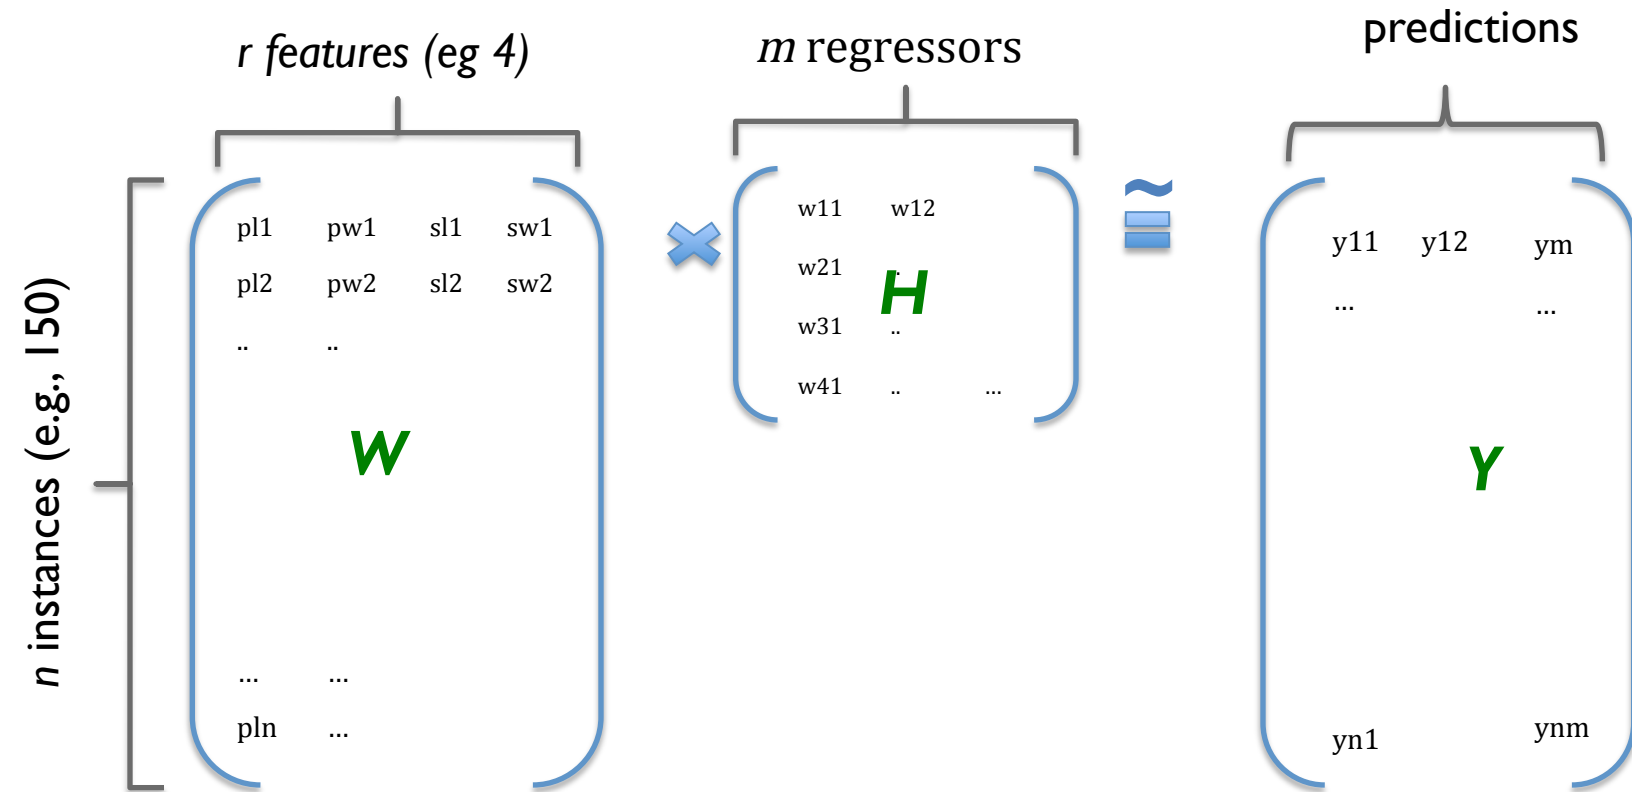 r features (eg 4)
m regressors
predictions
n instances (e.g., 150)
pl1 pw1 sl1 sw1
pl2 pw2 sl2 sw2
.. ..
W
... ...
pln ...
w11 w12
w21 .
H
w31 ..
w41 .. ...
≅
y11 y12 ym
... ...
Y
yn1 ynm